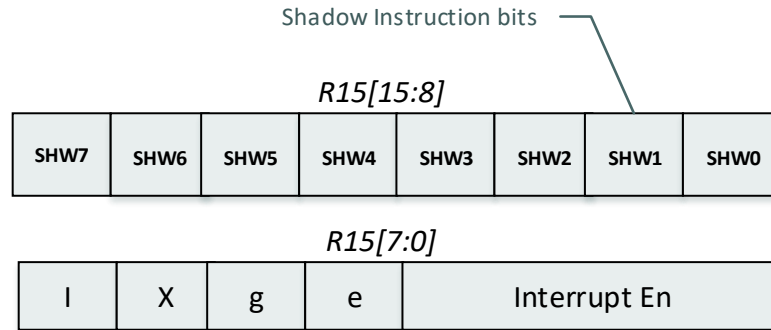 Shadow Instruction bits
R15[15:8]
SHW7 SHW6 SHW5 SHW4 SHW3 SHW2 SHW1 SHW0
R15[7:0]
I X g e Interrupt En